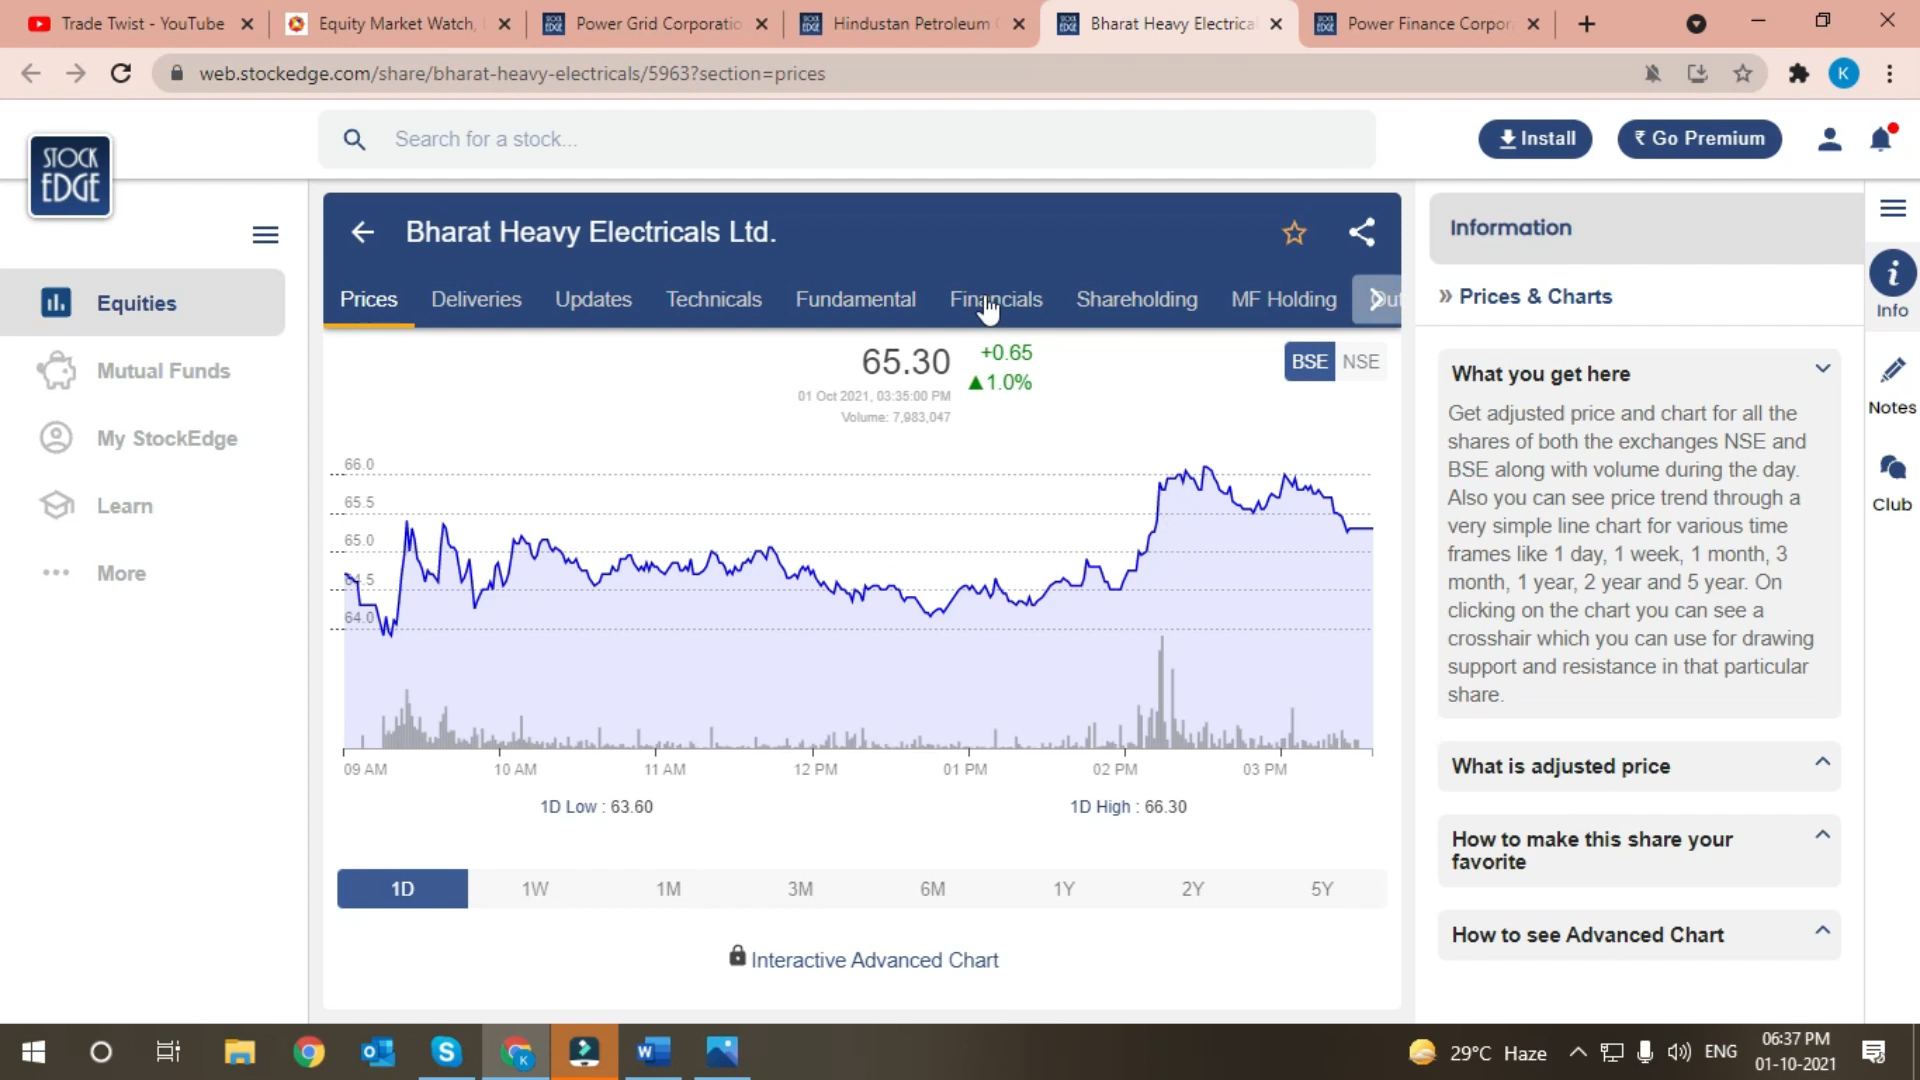 Trade Twist - YouTube
Equity Market Watch,
Power Grid Corporatio
Hindustan Petroleum
Bharat Heavy Electrica
Power Finance Corpor
web.stockedge.com/share/bharat-heavy-electricals/5963?section=prices
K
STOCK
EDGE
Search for a stock...
Install
₹ Go Premium
Equities
Mutual Funds
My StockEdge
Learn
More
Bharat Heavy Electricals Ltd.
Prices
Deliveries
Updates
Technicals
Fundamental
Financials
Shareholding
MF Holding
65.30
+0.65
▲1.0%
01 Oct 2021, 03:35:00 PM
Volume: 7,983,047
BSE
NSE
66.0
65.5
65.0
64.5
64.0
09 AM
10 AM
11 AM
12 PM
01 PM
02 PM
03 PM
1D Low : 63.60
1D High : 66.30
1D
1W
1M
3M
6M
1Y
2Y
5Y
Interactive Advanced Chart
Information
» Prices & Charts
What you get here
Get adjusted price and chart for all the
shares of both the exchanges NSE and
BSE along with volume during the day.
Also you can see price trend through a
very simple line chart for various time
frames like 1 day, 1 week, 1 month, 3
month, 1 year, 2 year and 5 year. On
clicking on the chart you can see a
crosshair which you can use for drawing
support and resistance in that particular
share.
What is adjusted price
How to make this share your
favorite
How to see Advanced Chart
Info
Notes
Club
29°C Haze
ENG
06:37 PM
01-10-2021